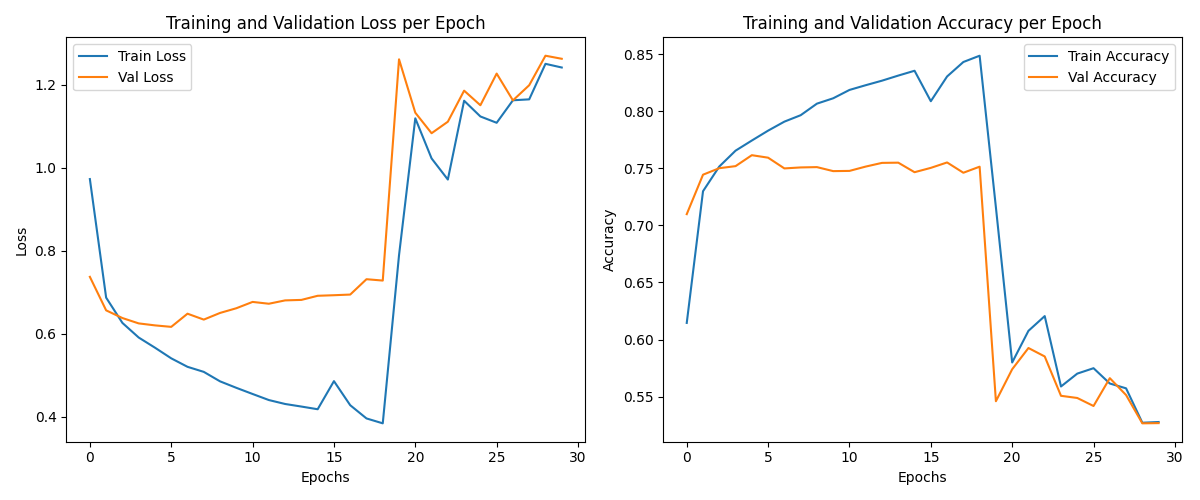 Training and Validation Loss per Epoch
Train Loss
Val Loss
1.2
1.0
0.8
0.6
0.4
Loss
0 5 10 15 20 25 30
Epochs
Training and Validation Accuracy per Epoch
Train Accuracy
Val Accuracy
0.85
0.80
0.75
0.70
0.65
0.60
0.55
Accuracy
0 5 10 15 20 25 30
Epochs